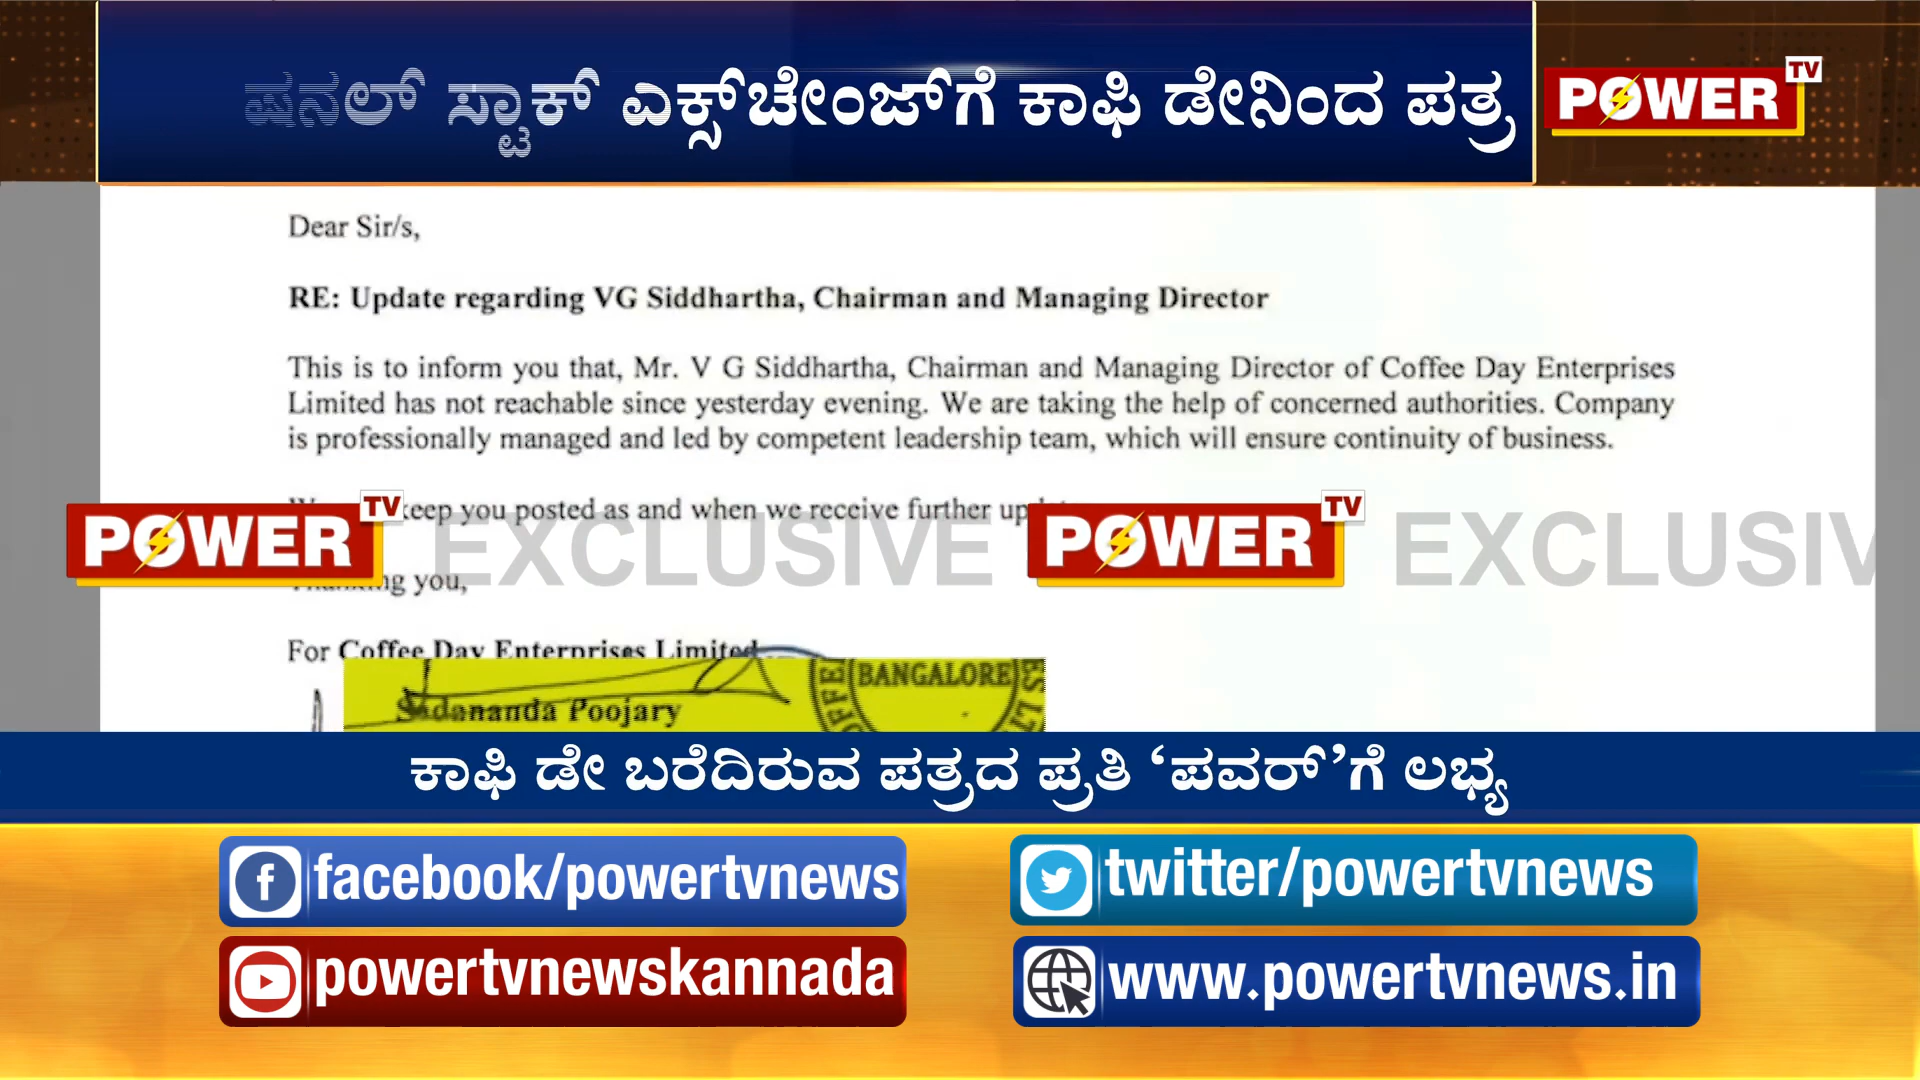 ಷನಲ್ ಸ್ಟಾಕ್ ಎಕ್ಸ್‌ಚೇಂಜ್‌ಗೆ ಕಾಫಿ ಡೇನಿಂದ ಪತ್ರ
POWER TV
Dear Sir/s,
RE: Update regarding VG Siddhartha, Chairman and Managing Director
This is to inform you that, Mr. V G Siddhartha, Chairman and Managing Director of Coffee Day Enterprises
Limited has not reachable since yesterday evening. We are taking the help of concerned authorities. Company
is professionally managed and led by competent leadership team, which will ensure continuity of business.
keep you posted as and when we receive further
POWER TV EXCLUSIVE POWER TV EXCLUSIV
you,
For Coffee Day Enterprises Limited
BANGALORE
Sadananda Poojary
ಕಾಫಿ ಡೇ ಬರೆದಿರುವ ಪತ್ರದ ಪ್ರತಿ ‘ಪವರ್’ಗೆ ಲಭ್ಯ
facebook/powertvnews
twitter/powertvnews
powertvnewskannada
www.powertvnews.in